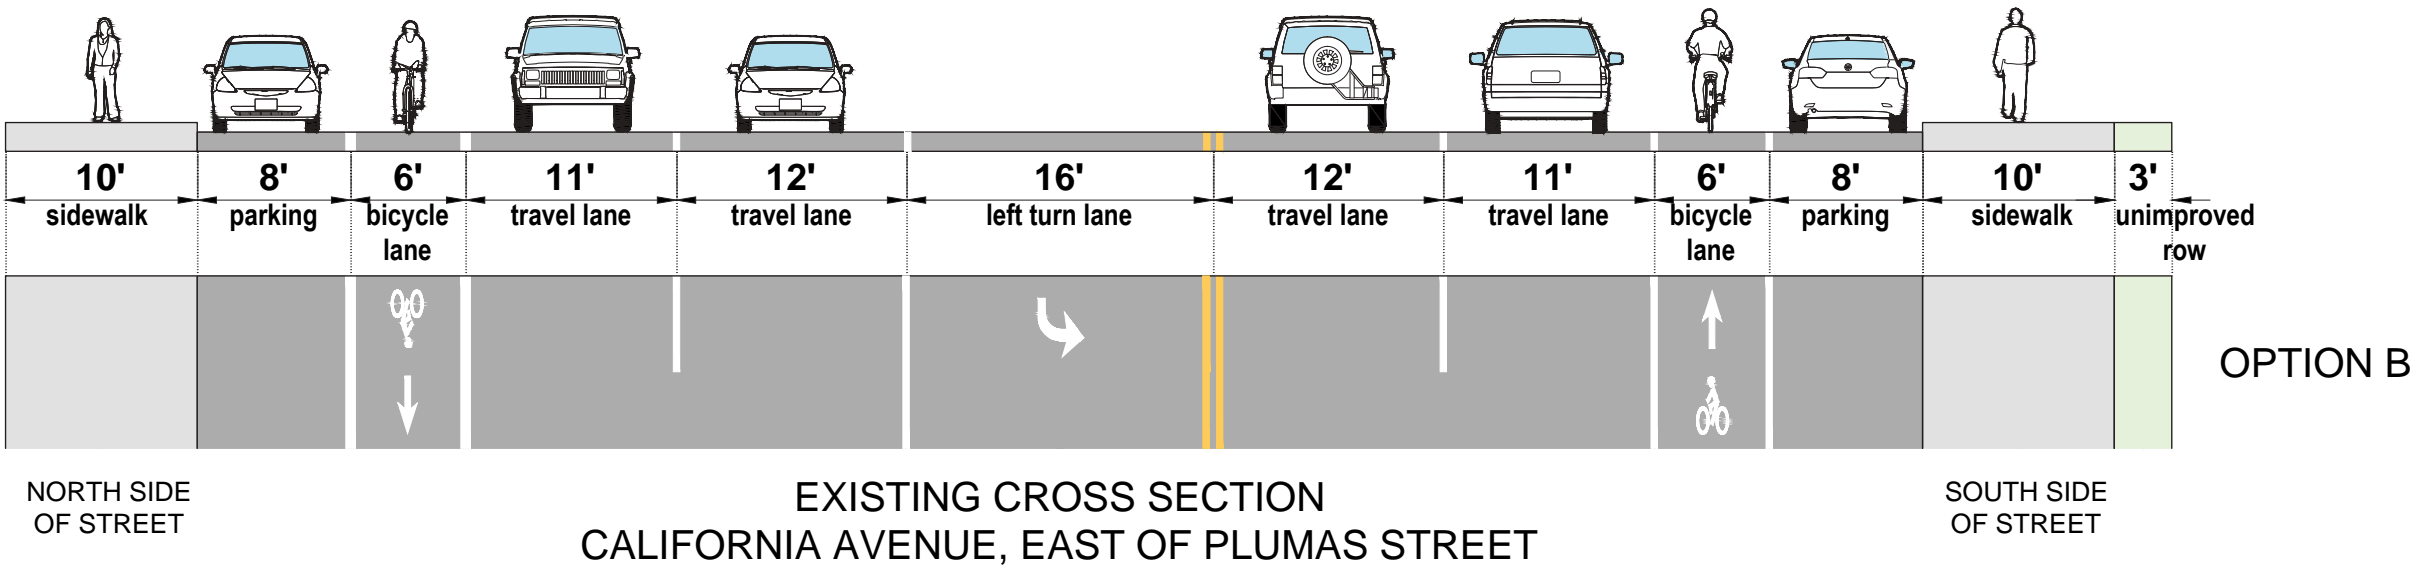 10' 8' 6' 11' 12' 16' 12' 11' 6' 8' 10' 3'
sidewalk parking bicycle travel lane travel lane left turn lane travel lane travel lane bicycle parking sidewalk unimproved
lane lane row
OPTION B
NORTH SIDE
OF STREET
EXISTING CROSS SECTION
CALIFORNIA AVENUE, EAST OF PLUMAS STREET
SOUTH SIDE
OF STREET